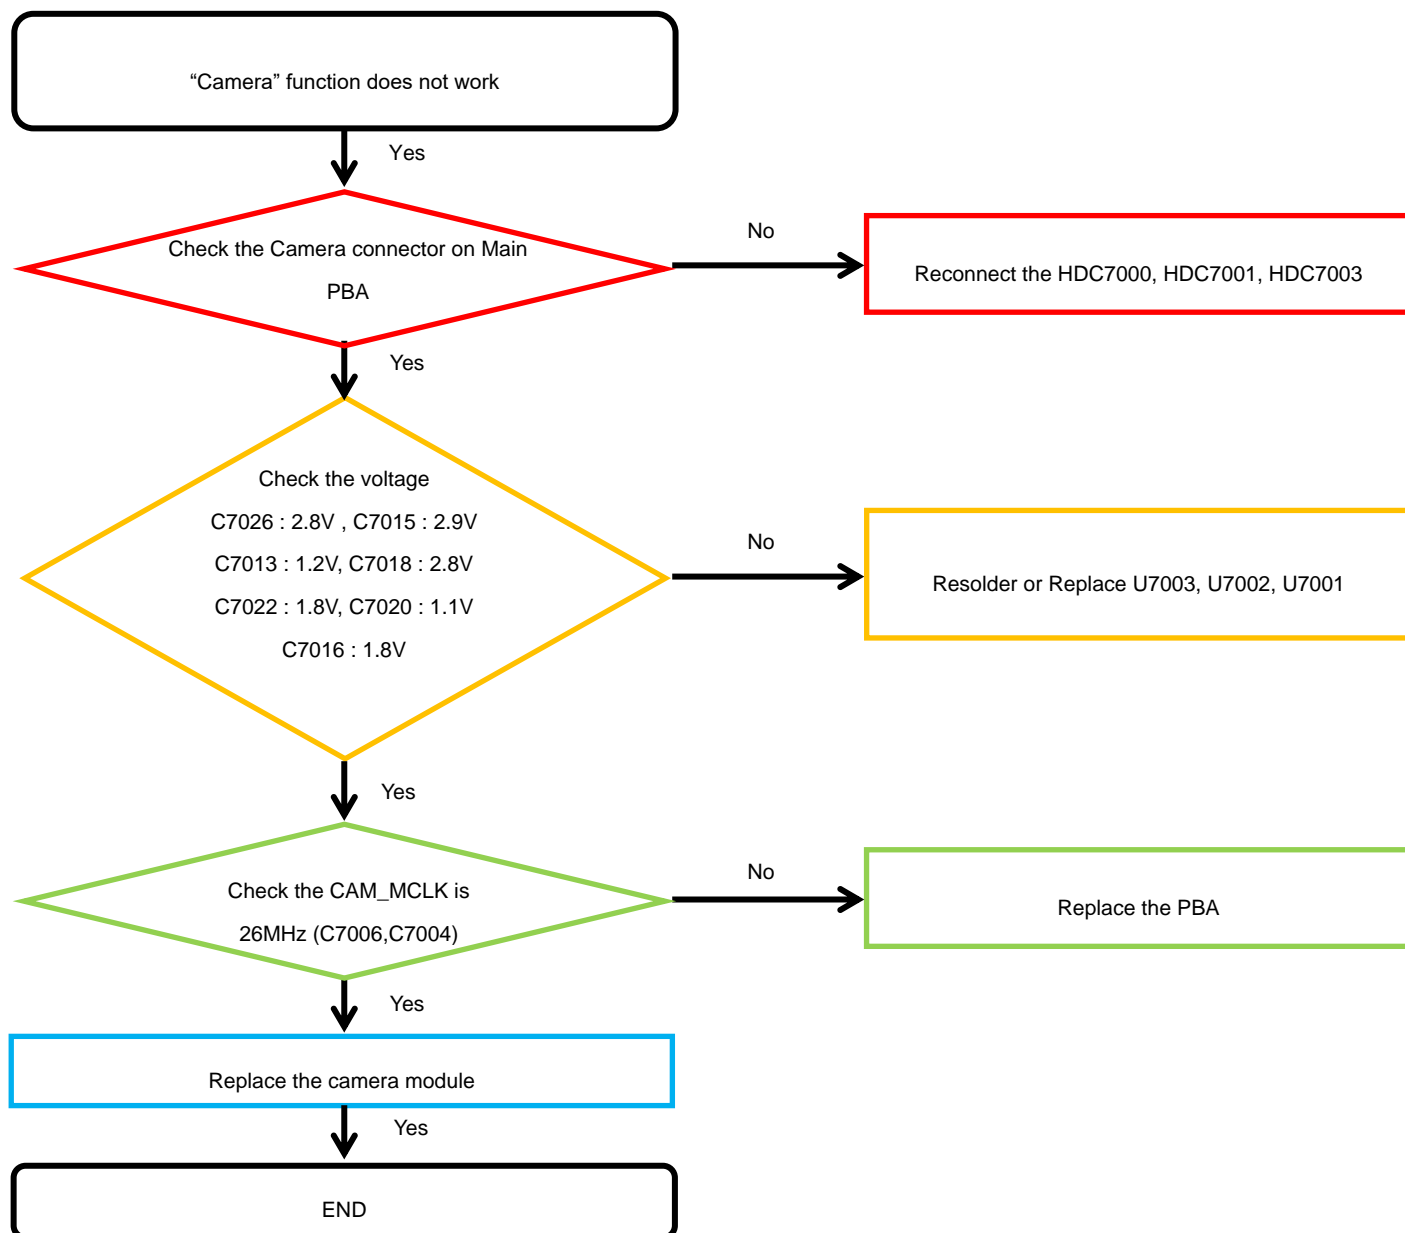 “Camera” function does not work
Yes
Check the Camera connector on Main
PBA
No
Reconnect the HDC7000, HDC7001, HDC7003
Yes
Check the voltage
C7026 : 2.8V , C7015 : 2.9V
C7013 : 1.2V, C7018 : 2.8V
C7022 : 1.8V, C7020 : 1.1V
C7016 : 1.8V
No
Resolder or Replace U7003, U7002, U7001
Yes
Check the CAM_MCLK is
26MHz (C7006,C7004)
No
Replace the PBA
Yes
Replace the camera module
Yes
END